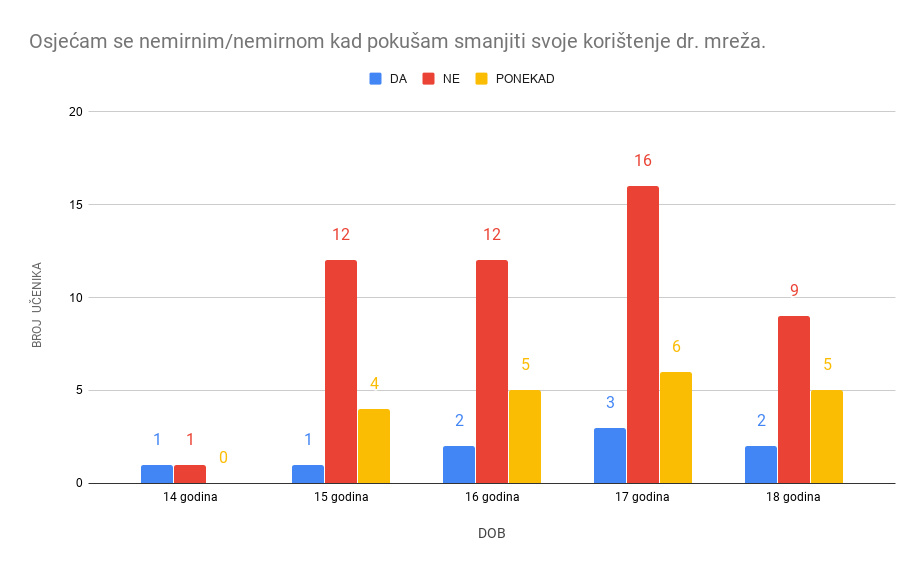 Osjećam se nemirnim/nemirnom kad pokušam smanjiti svoje korištenje dr. mreža.
DA NE PONEKAD
20
15
10
5
0
BROJ UČENIKA
1 1 0
1 12 4
2 12 5
3 16 6
2 9 5
14 godina 15 godina 16 godina 17 godina 18 godina
DOB